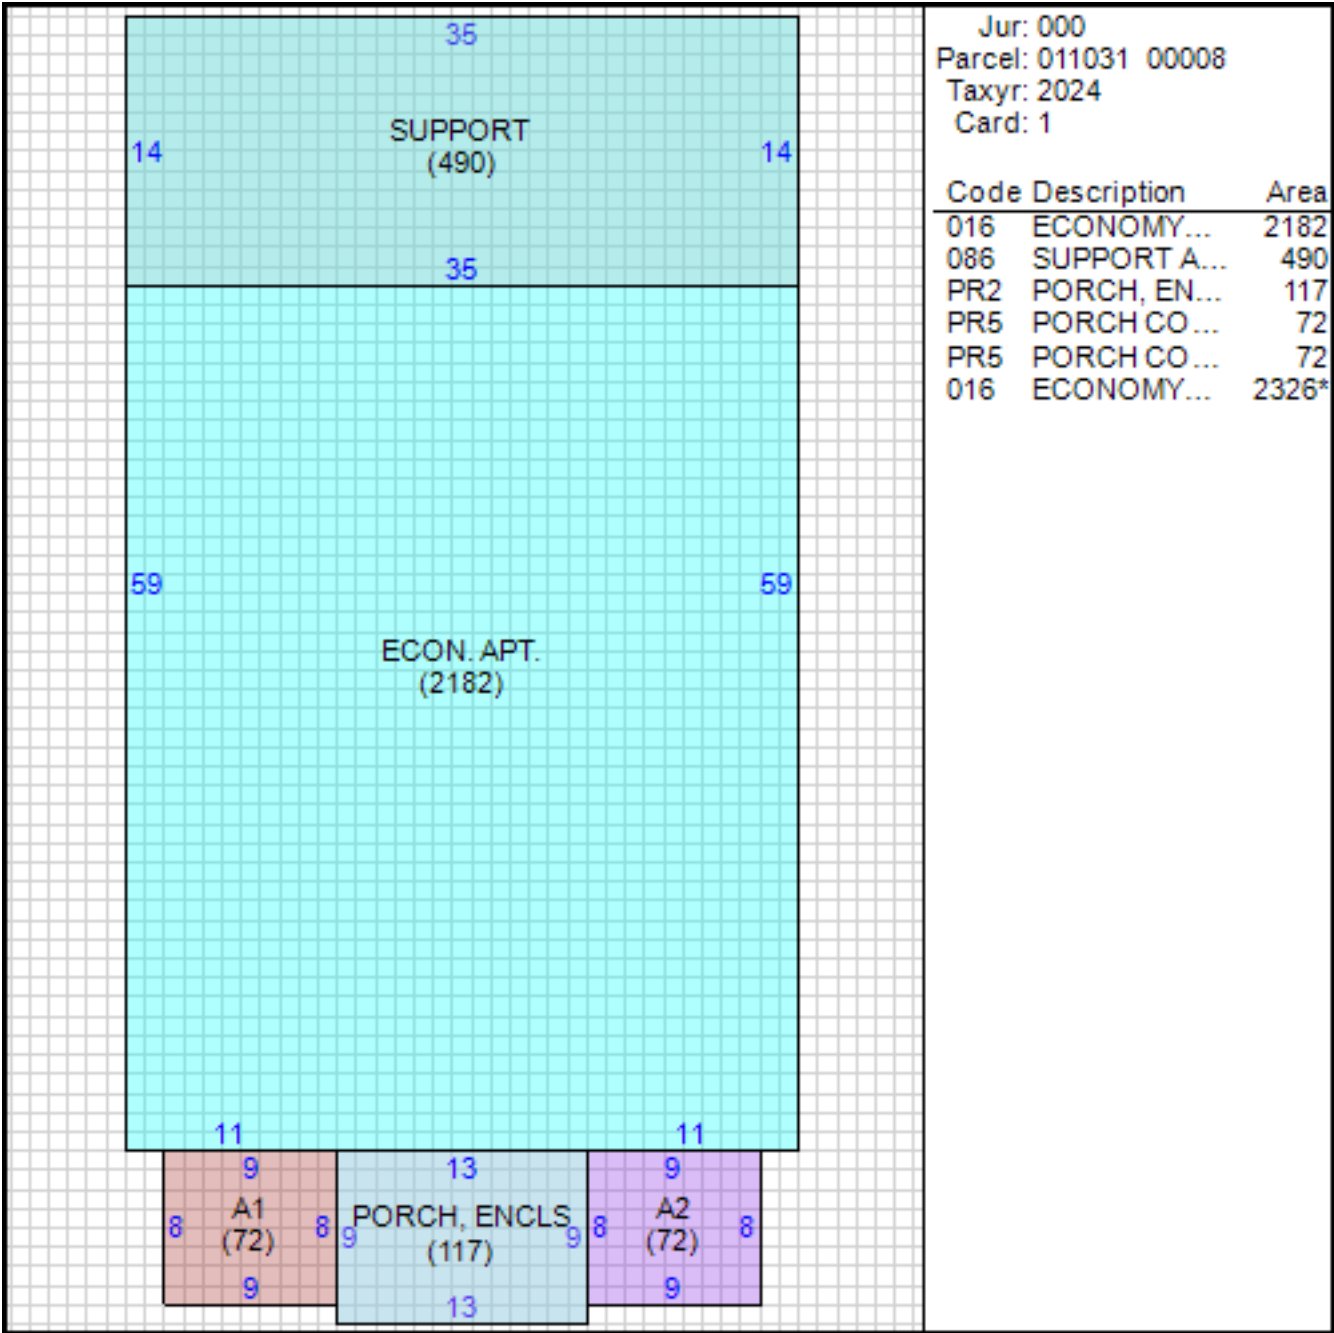 35
SUPPORT
(490)
14
14
35
59
59
ECON. APT.
(2182)
11
11
9
13
9
A1
(72)
8
8
PORCH, ENCLS
(117)
9
9
A2
(72)
8
8
9
13
9
Jur: 000
Parcel: 011031 00008
Taxyr: 2024
Card: 1
Code Description Area
016 ECONOMY... 2182
086 SUPPORT A... 490
PR2 PORCH, EN... 117
PR5 PORCH CO... 72
PR5 PORCH CO... 72
016 ECONOMY... 2326*